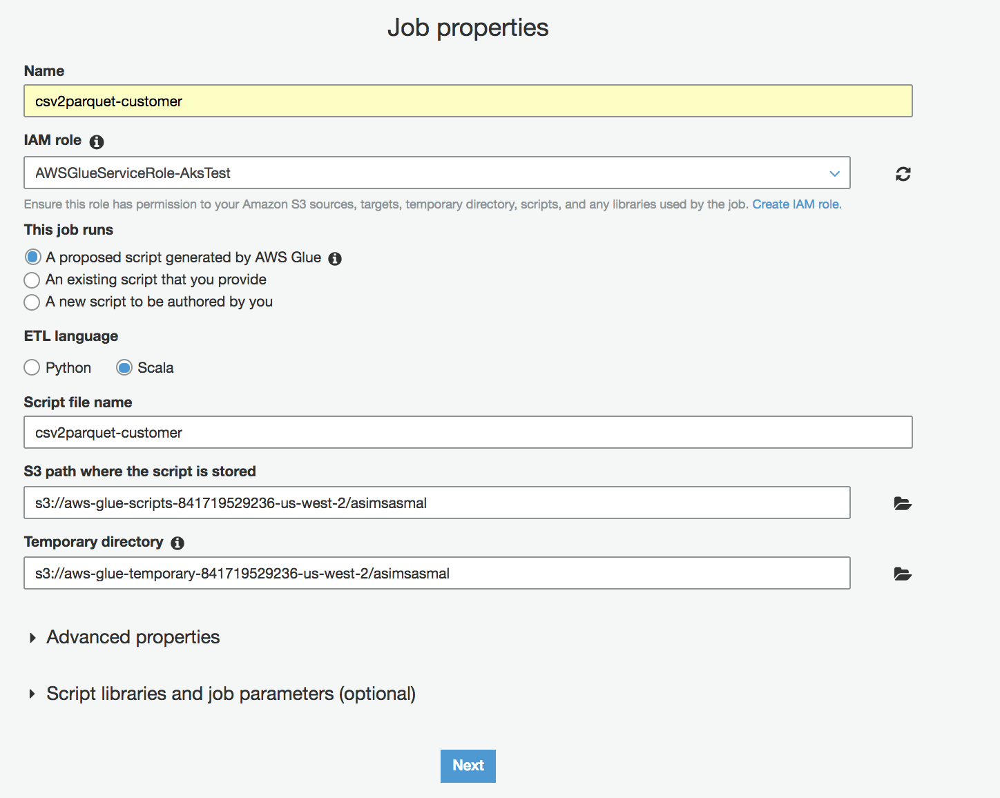 Job properties
Name
csv2parquet-customer
IAM role
AWSGlueServiceRole-AksTest
Ensure this role has permission to your Amazon S3 sources, targets, temporary directory, scripts, and any libraries used by the job. Create IAM role.
This job runs
A proposed script generated by AWS Glue
An existing script that you provide
A new script to be authored by you
ETL language
Python Scala
Script file name
csv2parquet-customer
S3 path where the script is stored
s3://aws-glue-scripts-841719529236-us-west-2/asimsasmal
Temporary directory
s3://aws-glue-temporary-841719529236-us-west-2/asimsasmal
Advanced properties
Script libraries and job parameters (optional)
Next